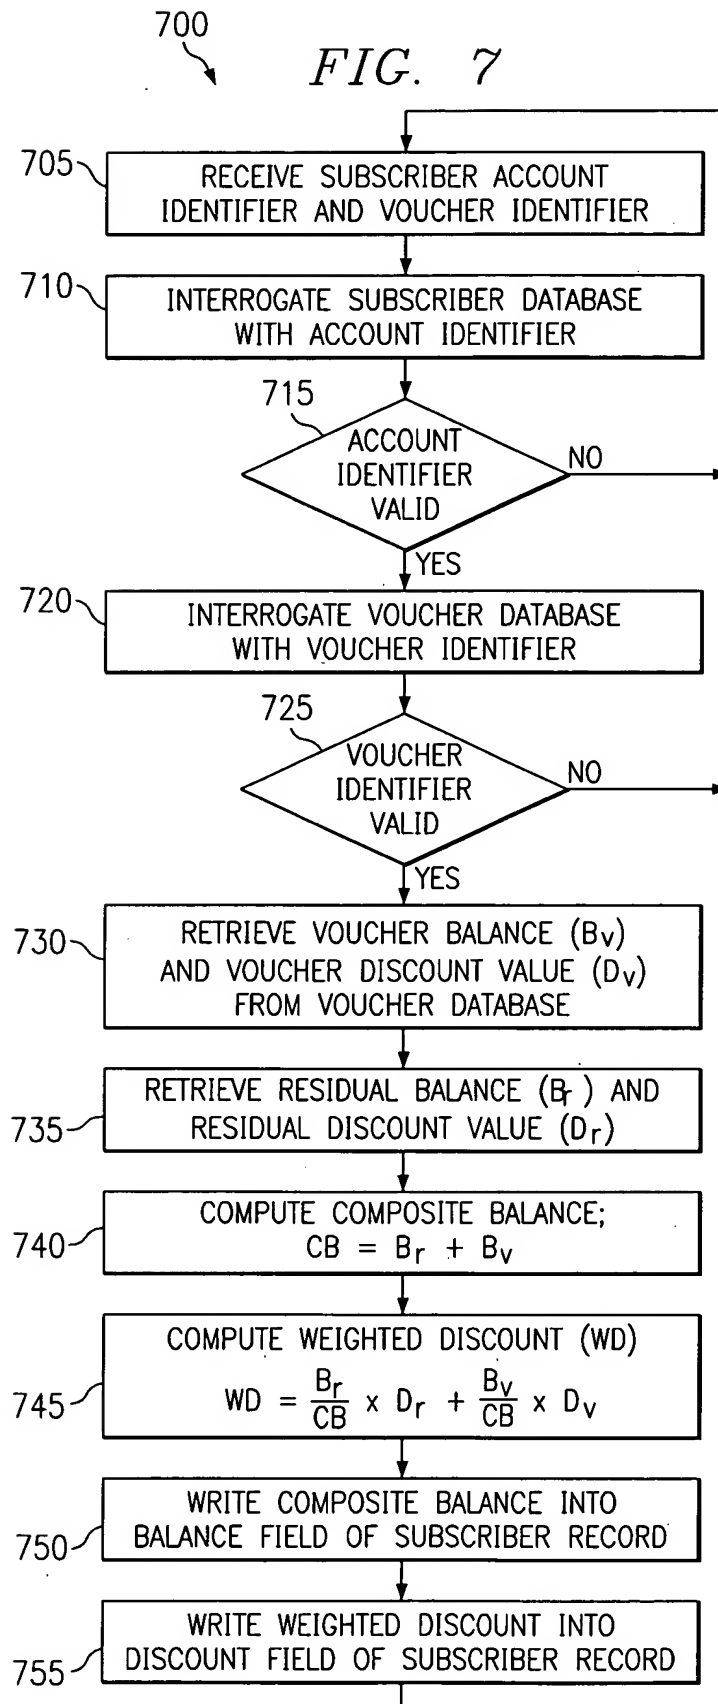 700
FIG. 7
705
RECEIVE SUBSCRIBER ACCOUNT
IDENTIFIER AND VOUCHER IDENTIFIER
710
INTERROGATE SUBSCRIBER DATABASE
WITH ACCOUNT IDENTIFIER
715
ACCOUNT
IDENTIFIER
VALID
NO
YES
720
INTERROGATE VOUCHER DATABASE
WITH VOUCHER IDENTIFIER
725
VOUCHER
IDENTIFIER
VALID
NO
YES
730
RETRIEVE VOUCHER BALANCE (Bv)
AND VOUCHER DISCOUNT VALUE (Dv)
FROM VOUCHER DATABASE
735
RETRIEVE RESIDUAL BALANCE (Br) AND
RESIDUAL DISCOUNT VALUE (Dr)
740
COMPUTE COMPOSITE BALANCE;
CB = Br + Bv
745
COMPUTE WEIGHTED DISCOUNT (WD)
WD = Br/CB x Dr + Bv/CB x Dv
750
WRITE COMPOSITE BALANCE INTO
BALANCE FIELD OF SUBSCRIBER RECORD
755
WRITE WEIGHTED DISCOUNT INTO
DISCOUNT FIELD OF SUBSCRIBER RECORD